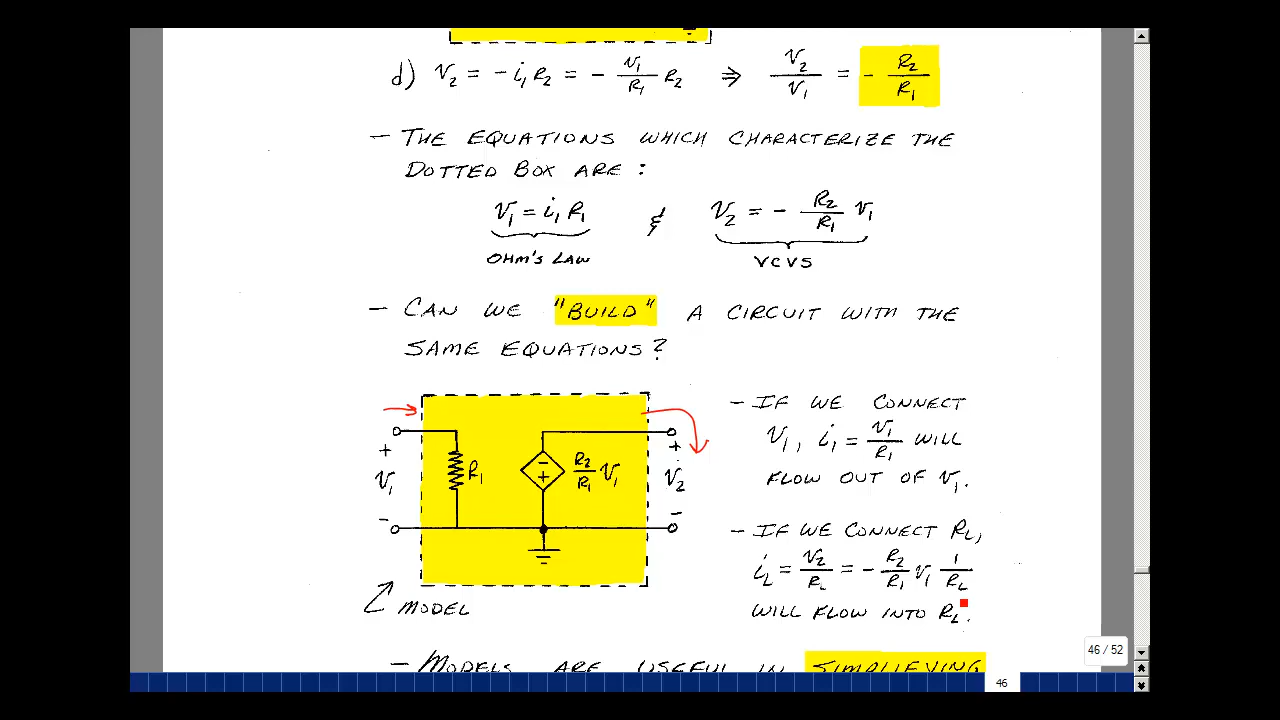 d) V₂ = -i₁R₂ = - V₁/R₁ R₂ ⇒ V₂/V₁ = - R₂/R₁
- THE EQUATIONS WHICH CHARACTERIZE THE
DOTTED BOX ARE :
V₁ = i₁ R₁ & V₂ = - R₂/R₁ V₁
OHM'S LAW VCVS
- CAN WE "BUILD" A CIRCUIT WITH THE
SAME EQUATIONS?
+ V₁ -
R₁
- +
R₂/R₁ V₁
+ V₂ -
MODEL
- IF WE CONNECT
V₁, i₁ = V₁/R₁ WILL
FLOW OUT OF V₁.
- IF WE CONNECT RL,
iL = V₂/RL = - R₂/R₁ V₁ 1/RL
WILL FLOW INTO RL.
- MODELS ARE USEFUL IN SIMPLIFYING
46 / 52
46